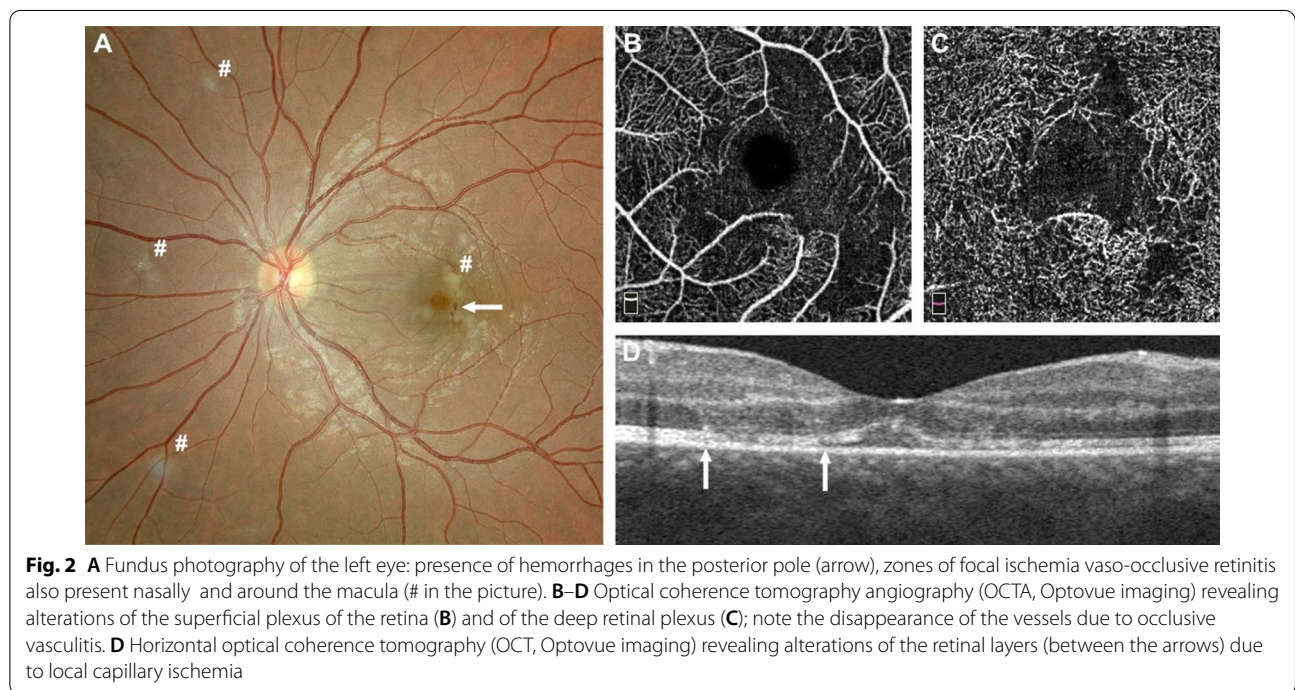 A
#
#
#
#
B
C
D
Fig. 2 A Fundus photography of the left eye: presence of hemorrhages in the posterior pole (arrow), zones of focal ischemia vaso-occlusive retinitis
also present nasally and around the macula (# in the picture). B–D Optical coherence tomography angiography (OCTA, Optovue imaging) revealing
alterations of the superficial plexus of the retina (B) and of the deep retinal plexus (C); note the disappearance of the vessels due to occlusive
vasculitis. D Horizontal optical coherence tomography (OCT, Optovue imaging) revealing alterations of the retinal layers (between the arrows) due
to local capillary ischemia